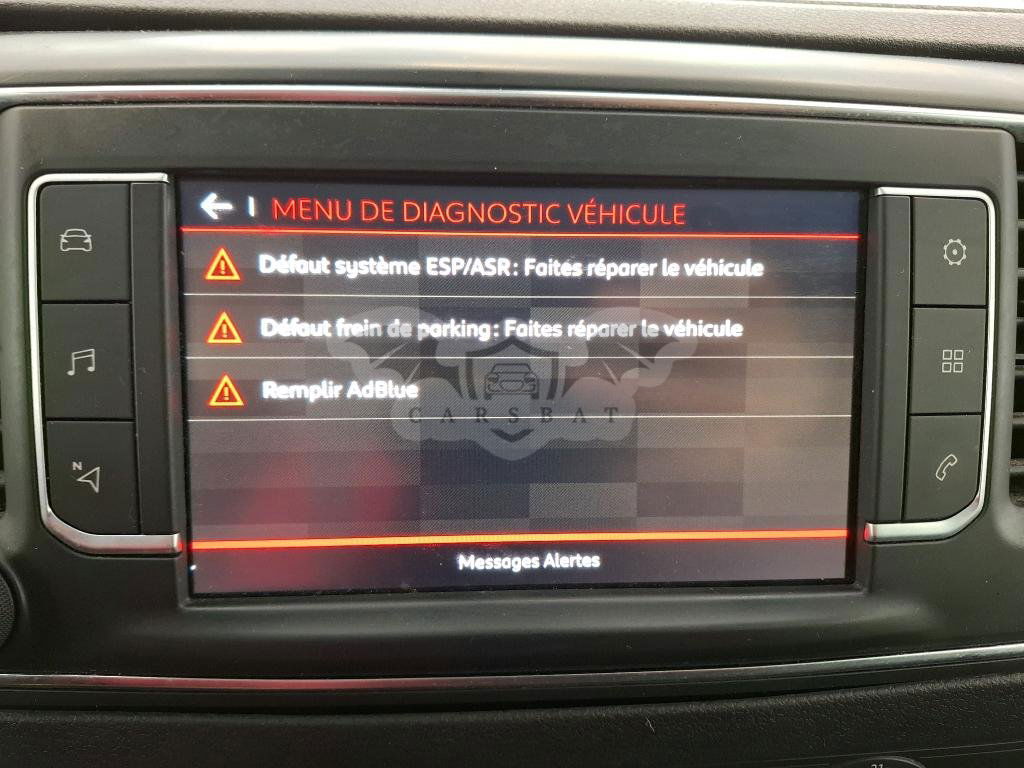 MENU DE DIAGNOSTIC VÉHICULE
Défaut système ESP/ASR: Faites réparer le véhicule
Défaut frein de parking: Faites réparer le véhicule
Remplir AdBlue
CARSBAT
N
Messages Alertes
21